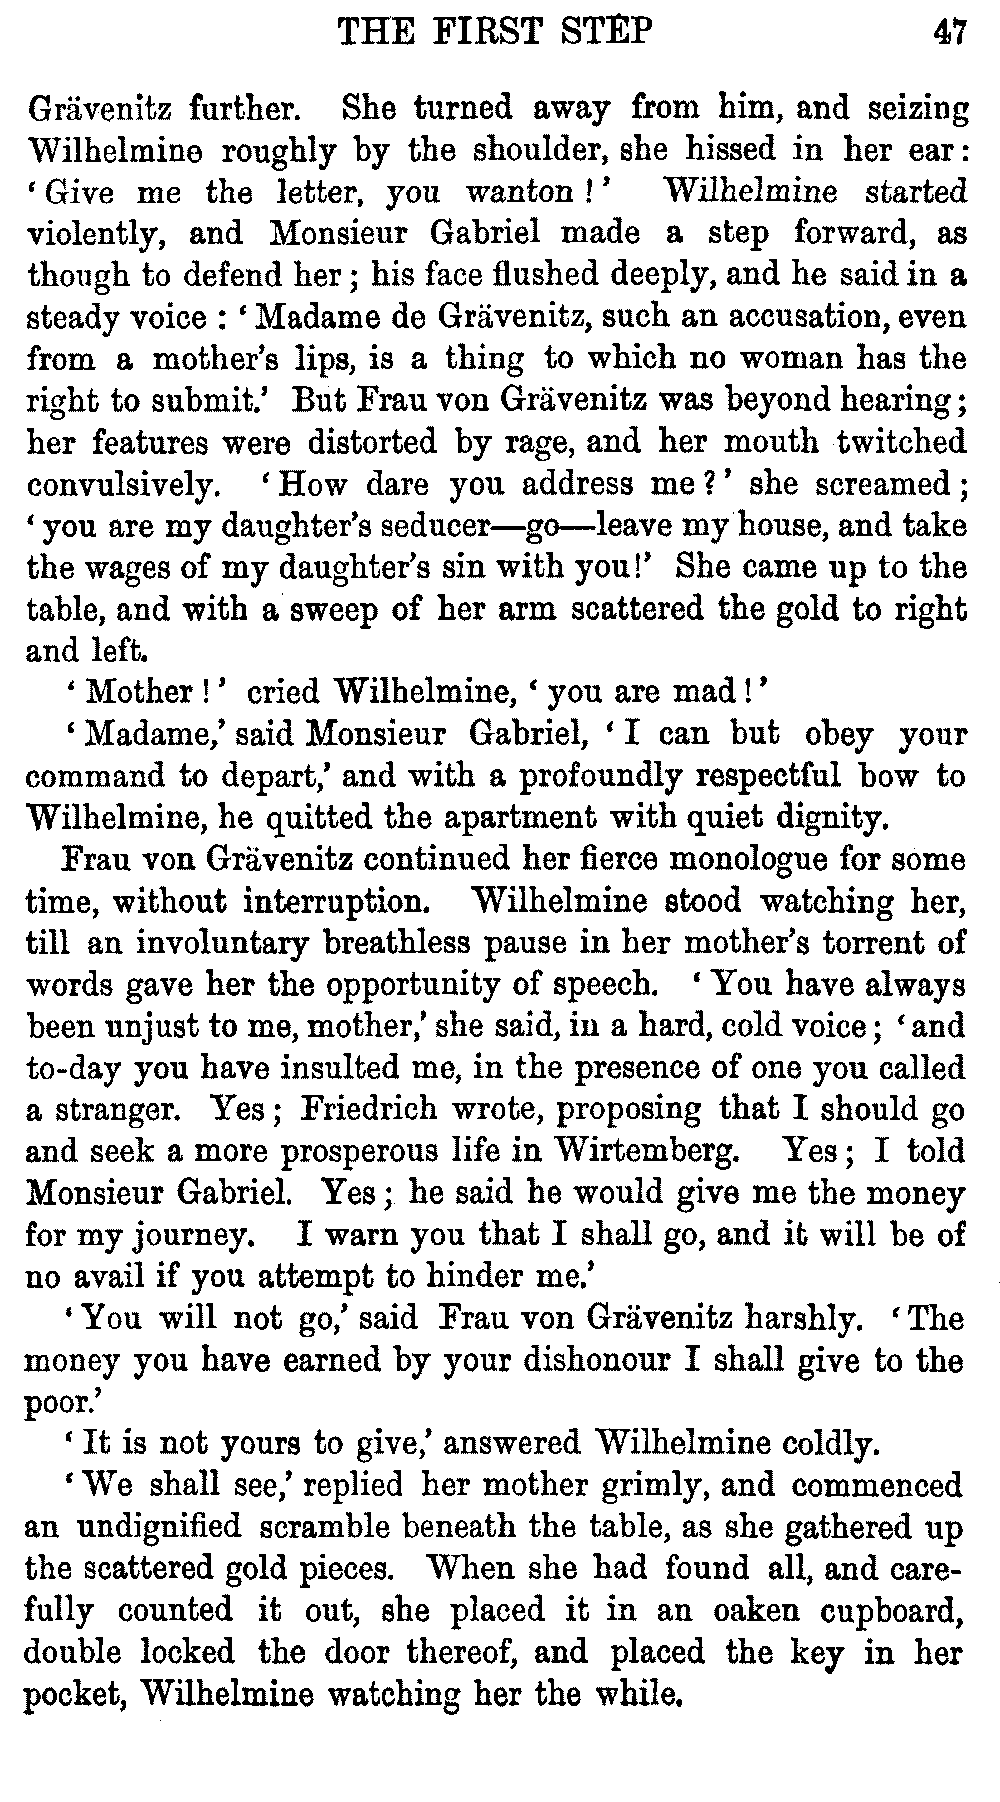 THE FIRST STEP 47
Grävenitz further. She turned away from him, and seizing
Wilhelmine roughly by the shoulder, she hissed in her ear:
‘Give me the letter, you wanton!’ Wilhelmine started
violently, and Monsieur Gabriel made a step forward, as
though to defend her; his face flushed deeply, and he said in a
steady voice: ‘Madame de Grävenitz, such an accusation, even
from a mother’s lips, is a thing to which no woman has the
right to submit.’ But Frau von Grävenitz was beyond hearing;
her features were distorted by rage, and her mouth twitched
convulsively. ‘How dare you address me?’ she screamed;
‘you are my daughter’s seducer—go—leave my house, and take
the wages of my daughter’s sin with you!’ She came up to the
table, and with a sweep of her arm scattered the gold to right
and left.
‘Mother!’ cried Wilhelmine, ‘you are mad!’
‘Madame,’ said Monsieur Gabriel, ‘I can but obey your
command to depart,’ and with a profoundly respectful bow to
Wilhelmine, he quitted the apartment with quiet dignity.
Frau von Grävenitz continued her fierce monologue for some
time, without interruption. Wilhelmine stood watching her,
till an involuntary breathless pause in her mother’s torrent of
words gave her the opportunity of speech. ‘You have always
been unjust to me, mother,’ she said, in a hard, cold voice; ‘and
to-day you have insulted me, in the presence of one you called
a stranger. Yes; Friedrich wrote, proposing that I should go
and seek a more prosperous life in Wirtemberg. Yes; I told
Monsieur Gabriel. Yes; he said he would give me the money
for my journey. I warn you that I shall go, and it will be of
no avail if you attempt to hinder me.’
‘You will not go,’ said Frau von Grävenitz harshly. ‘The
money you have earned by your dishonour I shall give to the
poor.’
‘It is not yours to give,’ answered Wilhelmine coldly.
‘We shall see,’ replied her mother grimly, and commenced
an undignified scramble beneath the table, as she gathered up
the scattered gold pieces. When she had found all, and care-
fully counted it out, she placed it in an oaken cupboard,
double locked the door thereof, and placed the key in her
pocket, Wilhelmine watching her the while.